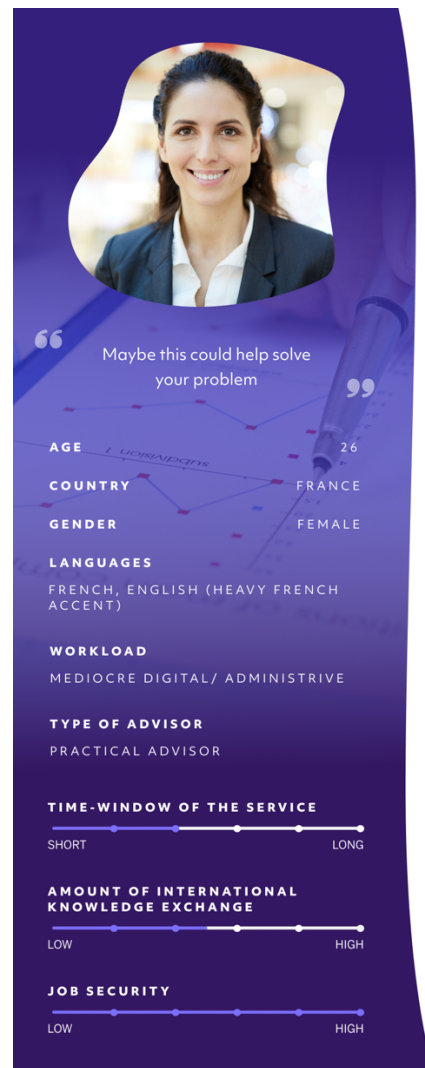 “
Maybe this could help solve
your problem
”
subdivision 1
AGE 26
COUNTRY FRANCE
GENDER FEMALE
LANGUAGES
FRENCH, ENGLISH (HEAVY FRENCH
ACCENT)
WORKLOAD
MEDIOCRE DIGITAL/ ADMINISTRIVE
TYPE OF ADVISOR
PRACTICAL ADVISOR
TIME-WINDOW OF THE SERVICE
SHORT LONG
AMOUNT OF INTERNATIONAL
KNOWLEDGE EXCHANGE
LOW HIGH
JOB SECURITY
LOW HIGH